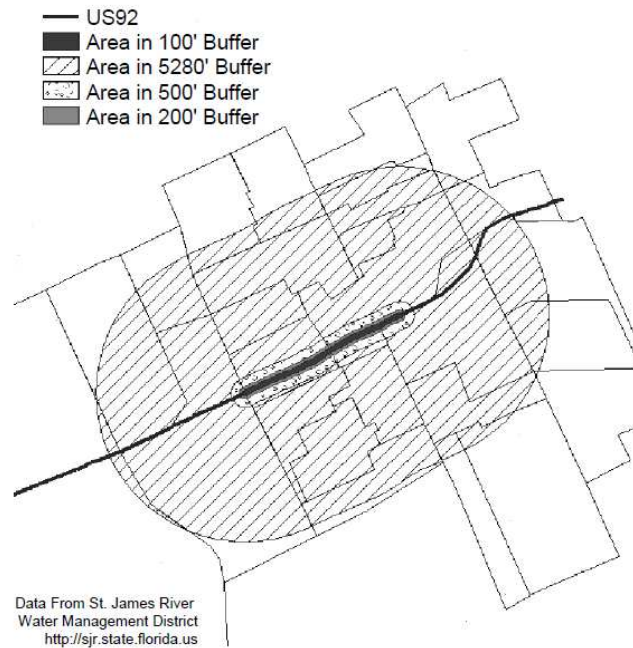 US92
Area in 100' Buffer
Area in 5280' Buffer
Area in 500' Buffer
Area in 200' Buffer
Data From St. James River
Water Management District
http://sjr.state.florida.us